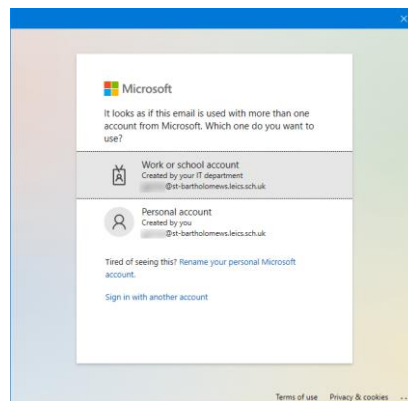 Microsoft
It looks as if this email is used with more than one
account from Microsoft. Which one do you want to
use?
Work or school account
Created by your IT department
@st-bartholomews.leics.sch.uk
Personal account
Created by you
@st-bartholomews.leics.sch.uk
Tired of seeing this? Rename your personal Microsoft
account.
Sign in with another account
Terms of use Privacy & cookies ...